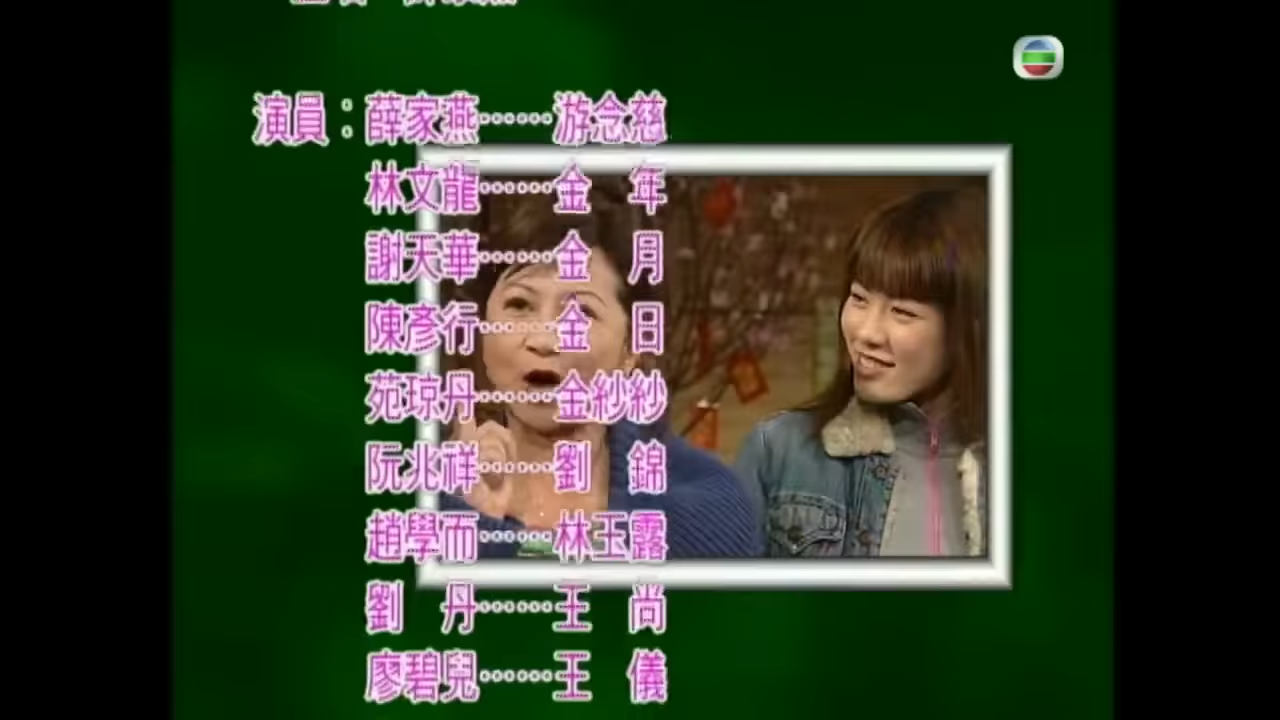 演員：薛家燕⋯⋯游念慈
林文龍⋯⋯金　年
謝天華⋯⋯金　月
陳彥行⋯⋯金　日
苑琼丹⋯⋯金紗紗
阮兆祥⋯⋯劉　錦
趙學而⋯⋯林玉露
劉　丹⋯⋯王　尚
廖碧兒⋯⋯王　儀